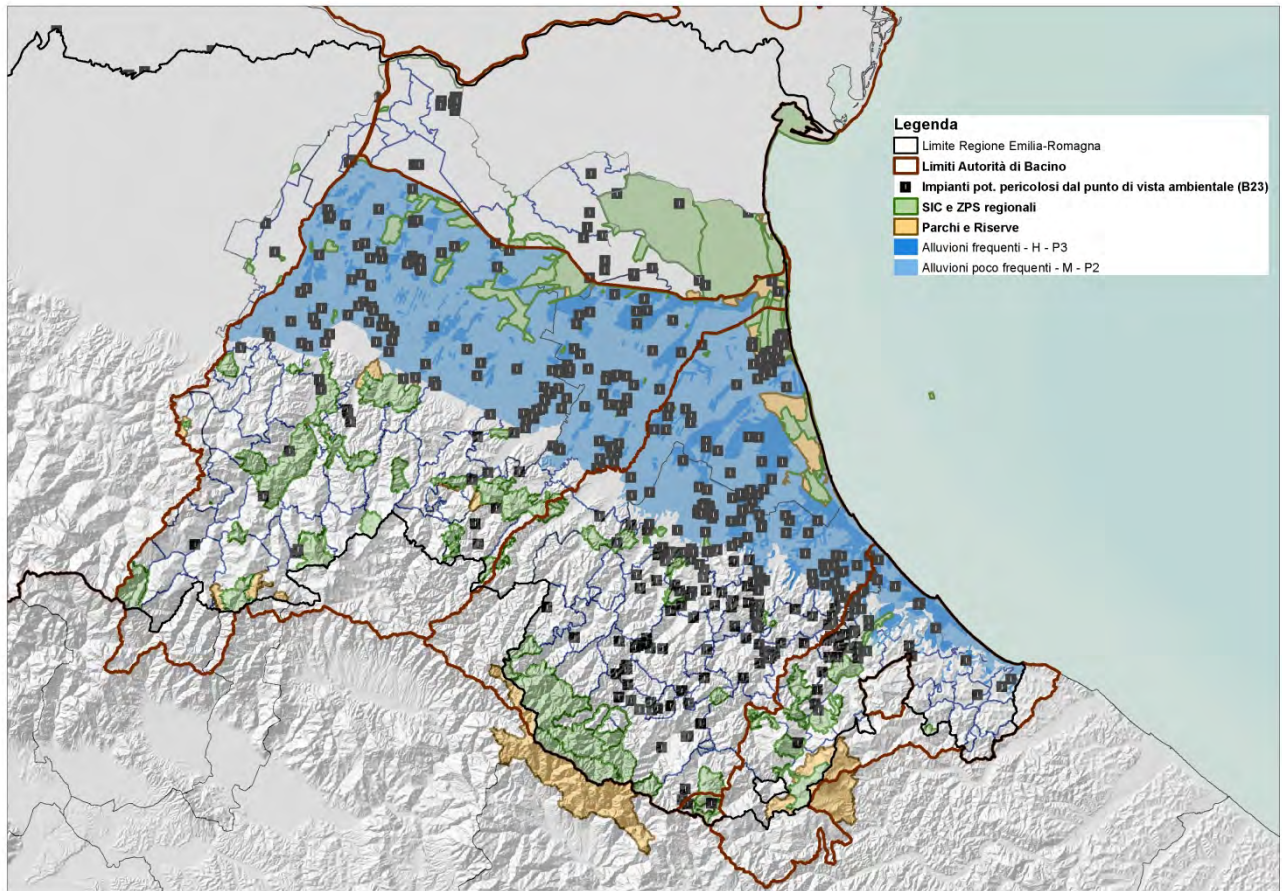 Legenda
Limite Regione Emilia-Romagna
Limiti Autorità di Bacino
Impianti pot. pericolosi dal punto di vista ambientale (B23)
SIC e ZPS regionali
Parchi e Riserve
Alluvioni frequenti - H - P3
Alluvioni poco frequenti - M - P2